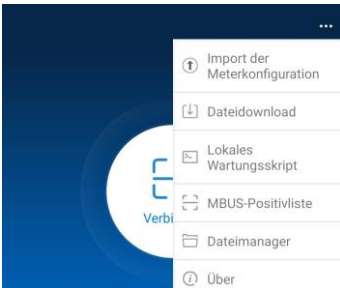 ...
Import der
Meterkonfiguration
Dateidownload
Lokales
Wartungsskript
MBUS-Positivliste
Verbi
Dateimanager
Über